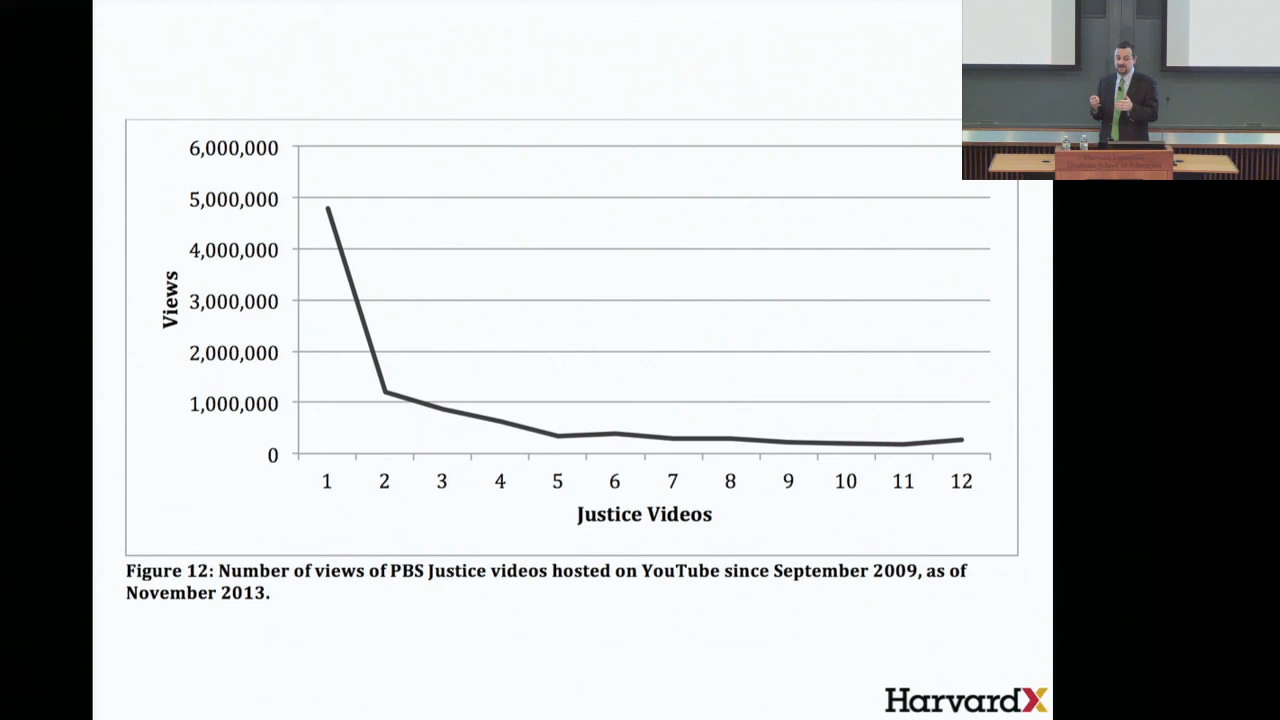 6,000,000
5,000,000
4,000,000
3,000,000
2,000,000
1,000,000
0
Views
1 2 3 4 5 6 7 8 9 10 11 12
Justice Videos
Figure 12: Number of views of PBS Justice videos hosted on YouTube since September 2009, as of
November 2013.
HarvardX